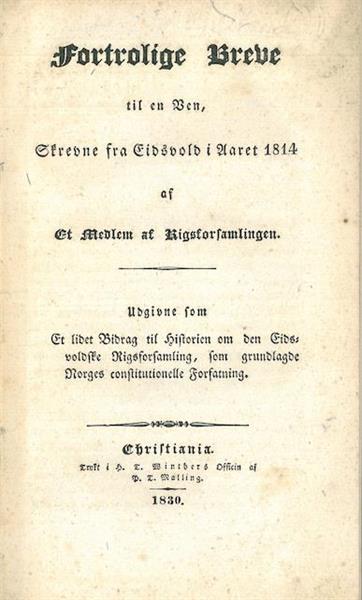 Fortrolige Breve
til en Ven,
Skrevne fra Eidsvold i Aaret 1814
af
Et Medlem af Rigsforsamlingen.
Udgivne som
Et lidet Bidrag til Historien om den Eids-
voldske Rigsforsamling, som grundlagde
Norges constitutionelle Forfatning.
Christiania.
Trykt i H. T. Winthers Officin af
P. T. Malling.
1830.